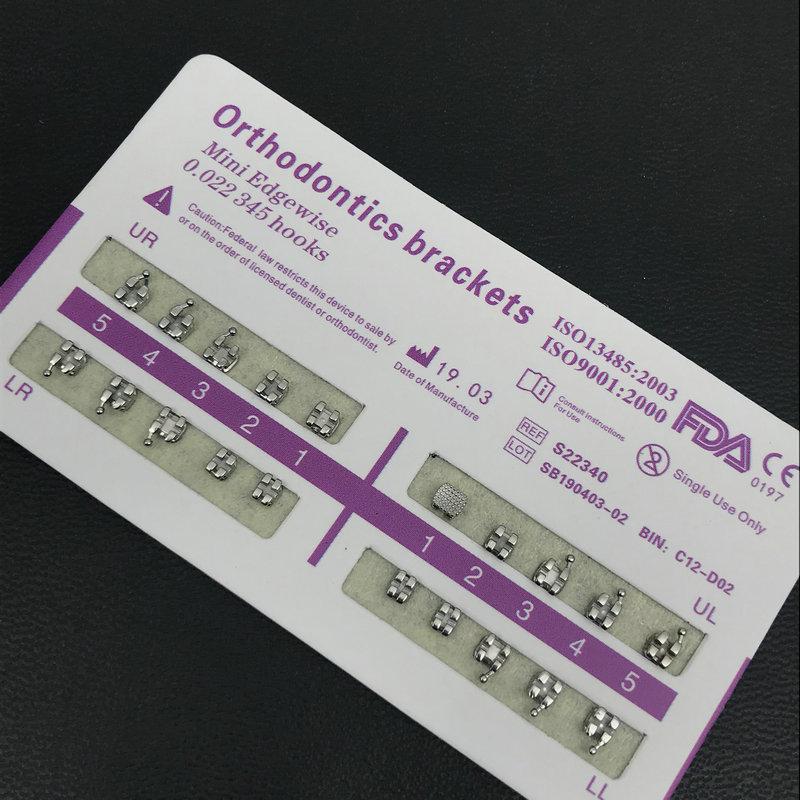 Orthodontics brackets
Mini Edgewise
0.022 345 hooks
Caution:Federal law restricts this device to sale by
or on the order of licensed dentist or orthodontist.
19.03
Date of Manufacture
ISO13485:2003
ISO9001:2000
Consult instructions
For Use
FDA
CE
0197
REF S22340
LOT SB190403-02
BIN: C12-D02
2
Single Use Only
UR
5 4 3 2 1
LR
1 2 3 4 5
UL
LL